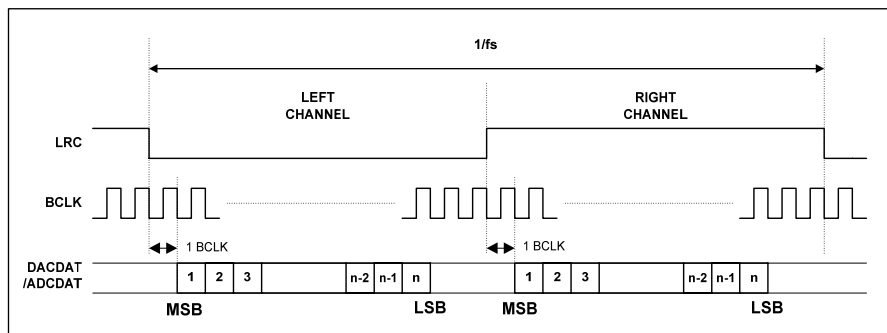 1/fs
LEFT CHANNEL
RIGHT CHANNEL
LRC
BCLK
1 BCLK
1 BCLK
DACDAT /ADCDAT
1 2 3 n-2 n-1 n 1 2 3 n-2 n-1 n
MSB LSB MSB LSB